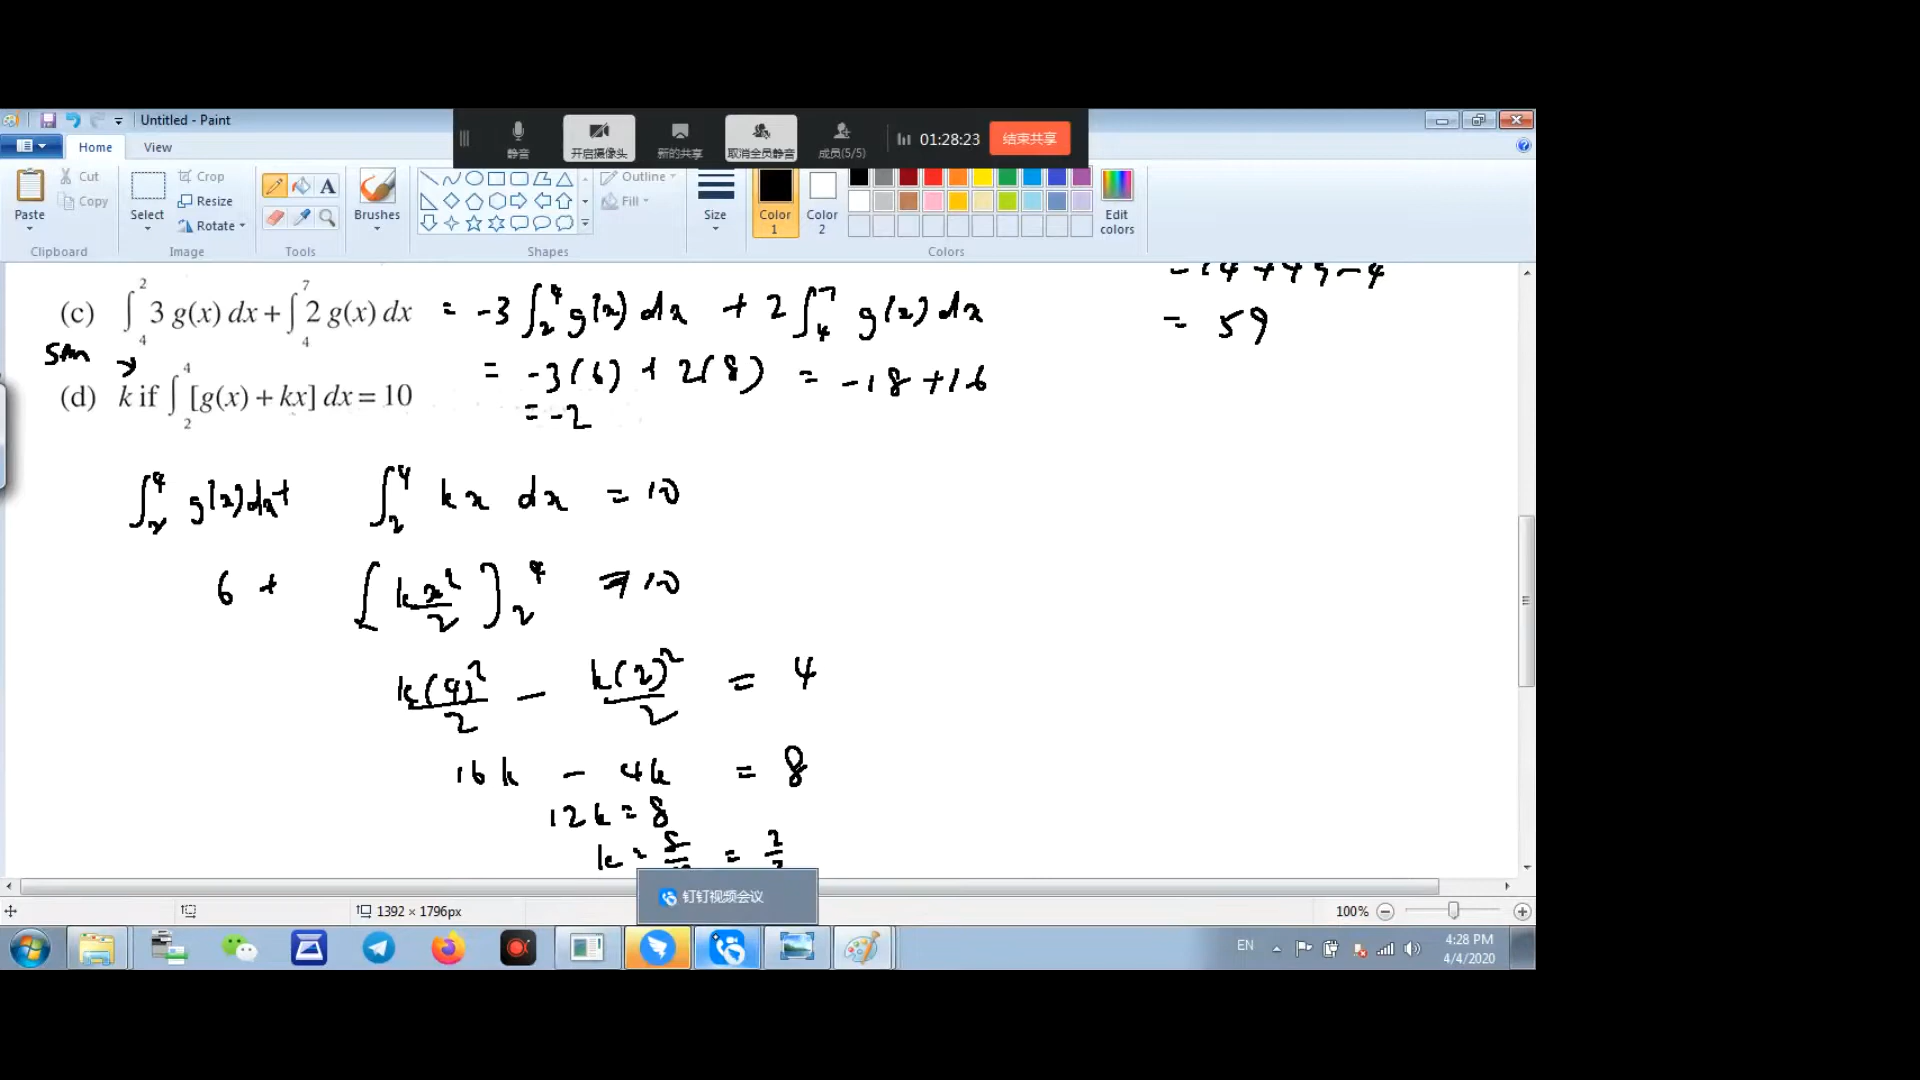 Untitled - Paint
静音 开启摄像头 新的共享 取消全员静音 成员(5/5) 01:28:23 结束共享
Home View
Paste Cut Copy Clipboard
Select Crop Resize Rotate Image
A Tools
Brushes
Outline Fill Shapes
Size
Color 1 Color 2 Edit colors Colors
-14 + 49 - 4
= 59
(c) ∫₄² 3 g(x) dx + ∫₄⁷ 2 g(x) dx = -3 ∫₂⁴ g(x) dx + 2 ∫₄⁷ g(x) dx
= -3(6) + 2(8) = -18 + 16
= -2
(d) k if ∫₂⁴ [g(x) + kx] dx = 10
∫₂⁴ g(x) dx + ∫₂⁴ kx dx = 10
6 + [kx²/2]₂⁴ = 10
k(4)²/2 - k(2)²/2 = 4
16k - 4k = 8
12k = 8
钉钉视频会议
1392 × 1796px 100%
EN 4:28 PM
4/4/2020